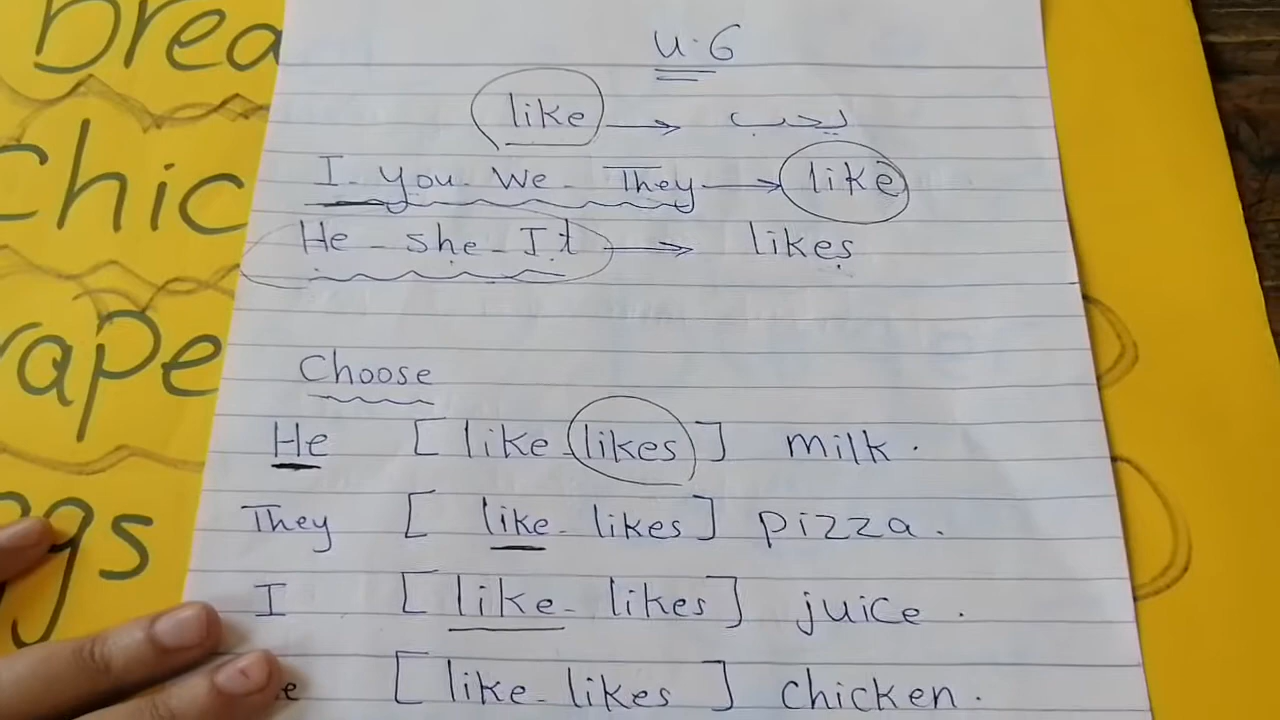 brea
chic
rape
ggs
U.6
like → يحب
I - you - We - They → like
He - she - It → likes
Choose
He [ like - likes ] milk .
They [ like - likes ] pizza .
I [ like - likes ] juice .
[ like - likes ] chicken .